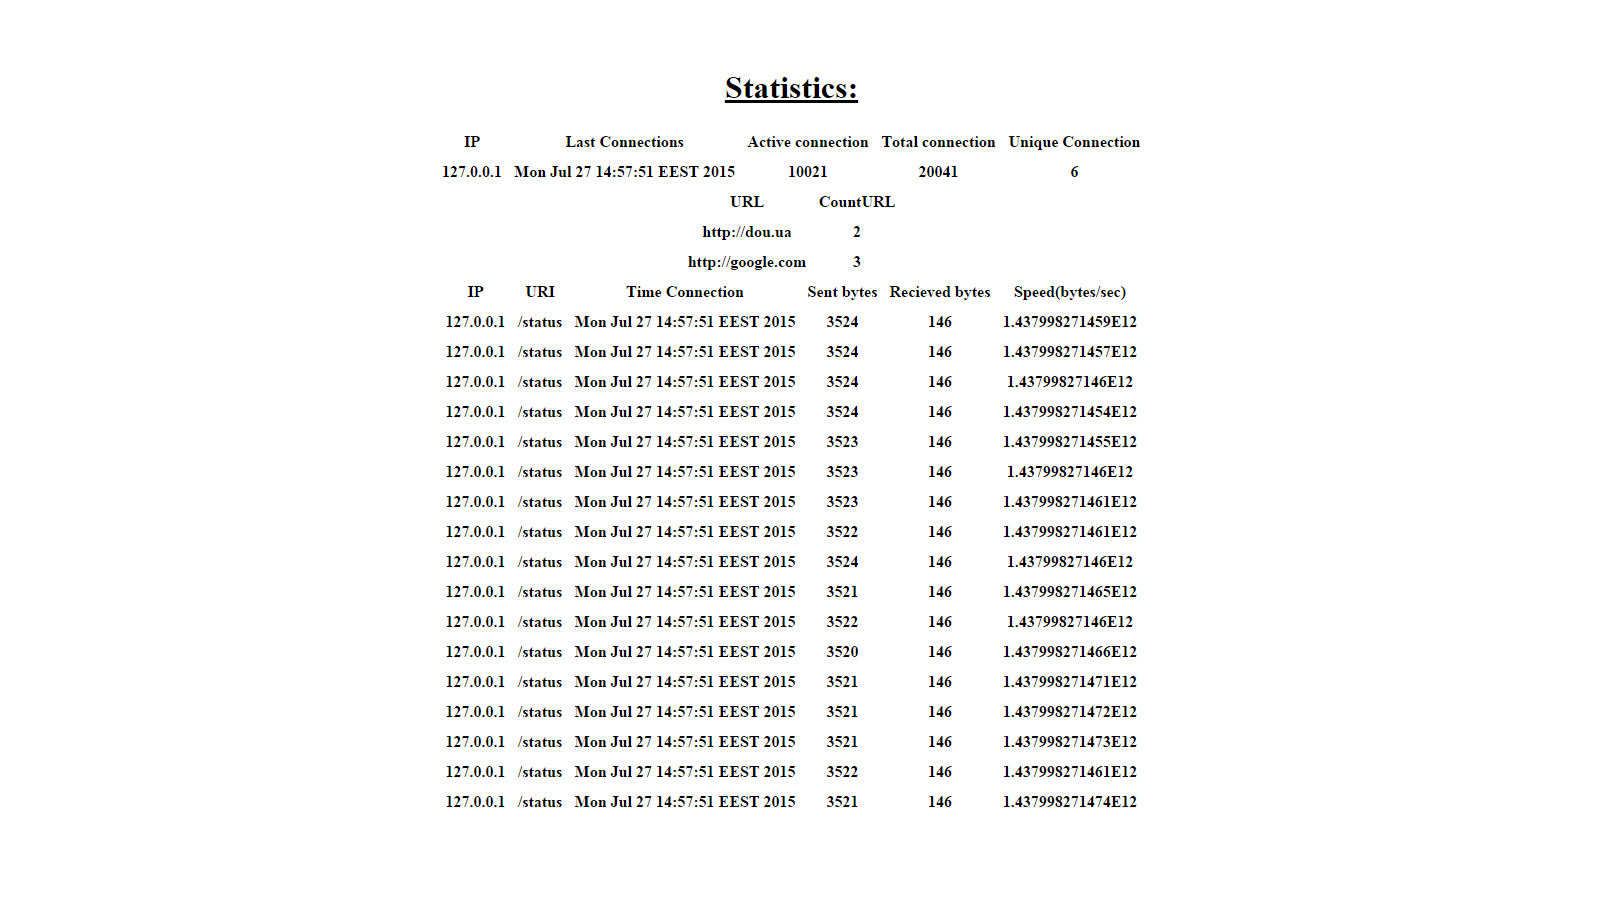 Statistics:
IP Last Connections Active connection Total connection Unique Connection
127.0.0.1 Mon Jul 27 14:57:51 EEST 2015 10021 20041 6
URL CountURL
http://dou.ua 2
http://google.com 3
IP URI Time Connection Sent bytes Recieved bytes Speed(bytes/sec)
127.0.0.1 /status Mon Jul 27 14:57:51 EEST 2015 3524 146 1.437998271459E12
127.0.0.1 /status Mon Jul 27 14:57:51 EEST 2015 3524 146 1.437998271457E12
127.0.0.1 /status Mon Jul 27 14:57:51 EEST 2015 3524 146 1.43799827146E12
127.0.0.1 /status Mon Jul 27 14:57:51 EEST 2015 3524 146 1.437998271454E12
127.0.0.1 /status Mon Jul 27 14:57:51 EEST 2015 3523 146 1.437998271455E12
127.0.0.1 /status Mon Jul 27 14:57:51 EEST 2015 3523 146 1.43799827146E12
127.0.0.1 /status Mon Jul 27 14:57:51 EEST 2015 3523 146 1.437998271461E12
127.0.0.1 /status Mon Jul 27 14:57:51 EEST 2015 3522 146 1.437998271461E12
127.0.0.1 /status Mon Jul 27 14:57:51 EEST 2015 3524 146 1.43799827146E12
127.0.0.1 /status Mon Jul 27 14:57:51 EEST 2015 3521 146 1.437998271465E12
127.0.0.1 /status Mon Jul 27 14:57:51 EEST 2015 3522 146 1.43799827146E12
127.0.0.1 /status Mon Jul 27 14:57:51 EEST 2015 3520 146 1.437998271466E12
127.0.0.1 /status Mon Jul 27 14:57:51 EEST 2015 3521 146 1.437998271471E12
127.0.0.1 /status Mon Jul 27 14:57:51 EEST 2015 3521 146 1.437998271472E12
127.0.0.1 /status Mon Jul 27 14:57:51 EEST 2015 3521 146 1.437998271473E12
127.0.0.1 /status Mon Jul 27 14:57:51 EEST 2015 3522 146 1.437998271461E12
127.0.0.1 /status Mon Jul 27 14:57:51 EEST 2015 3521 146 1.437998271474E12